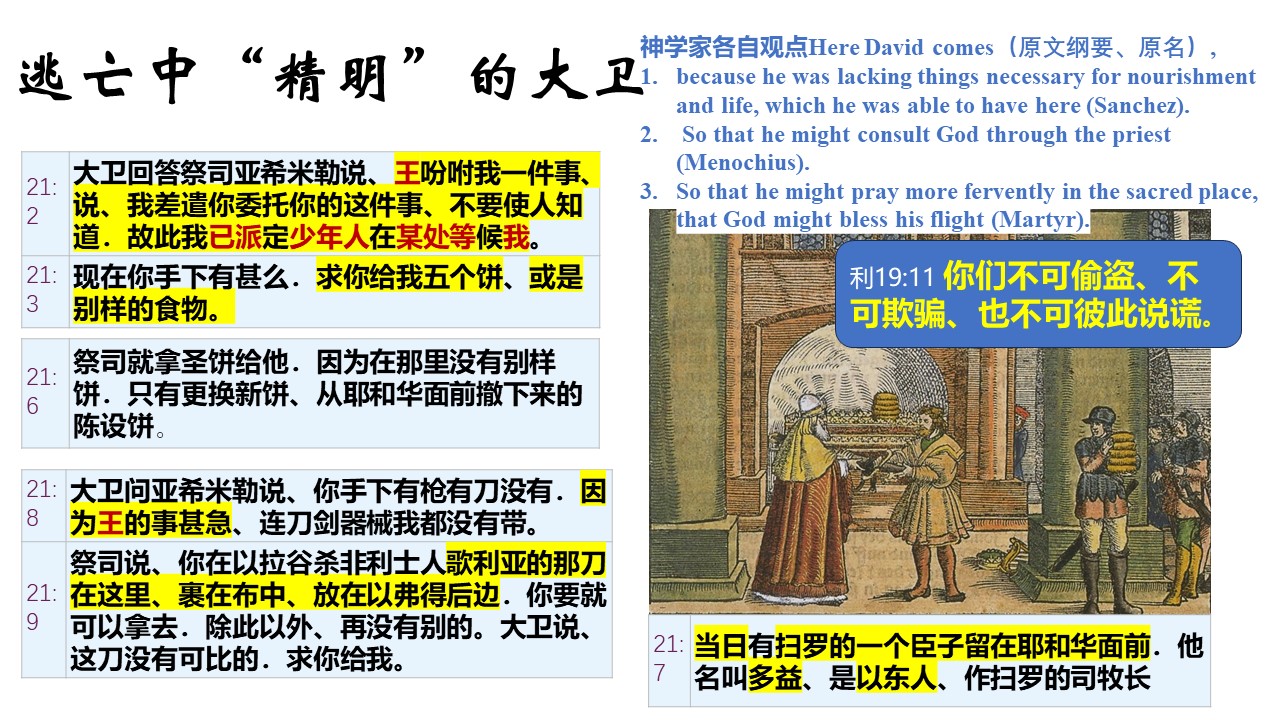 逃亡中“精明”的大卫
21:2
大卫回答祭司亚希米勒说、王吩咐我一件事、
说、我差遣你委托你的这件事、不要使人知
道．故此我已派定少年人在某处等候我。
21:3
现在你手下有甚么．求你给我五个饼、或是
别样的食物。
21:6
祭司就拿圣饼给他．因为在那里没有别样
饼．只有更换新饼、从耶和华面前撤下来的
陈设饼。
21:8
大卫问亚希米勒说、你手下有枪有刀没有．因
为王的事甚急、连刀剑器械我都没有带。
21:9
祭司说、你在以拉谷杀非利士人歌利亚的那刀
在这里、裹在布中、放在以弗得后边．你要就
可以拿去．除此以外、再没有别的。大卫说、
这刀没有可比的．求你给我。
神学家各自观点Here David comes（原文纲要、原名）,
1. because he was lacking things necessary for nourishment
and life, which he was able to have here (Sanchez).
2. So that he might consult God through the priest
(Menochius).
3. So that he might pray more fervently in the sacred place,
that God might bless his flight (Martyr).
利19:11 你们不可偷盗、不
可欺骗、也不可彼此说谎。
21:7
当日有扫罗的一个臣子留在耶和华面前．他
名叫多益、是以东人、作扫罗的司牧长